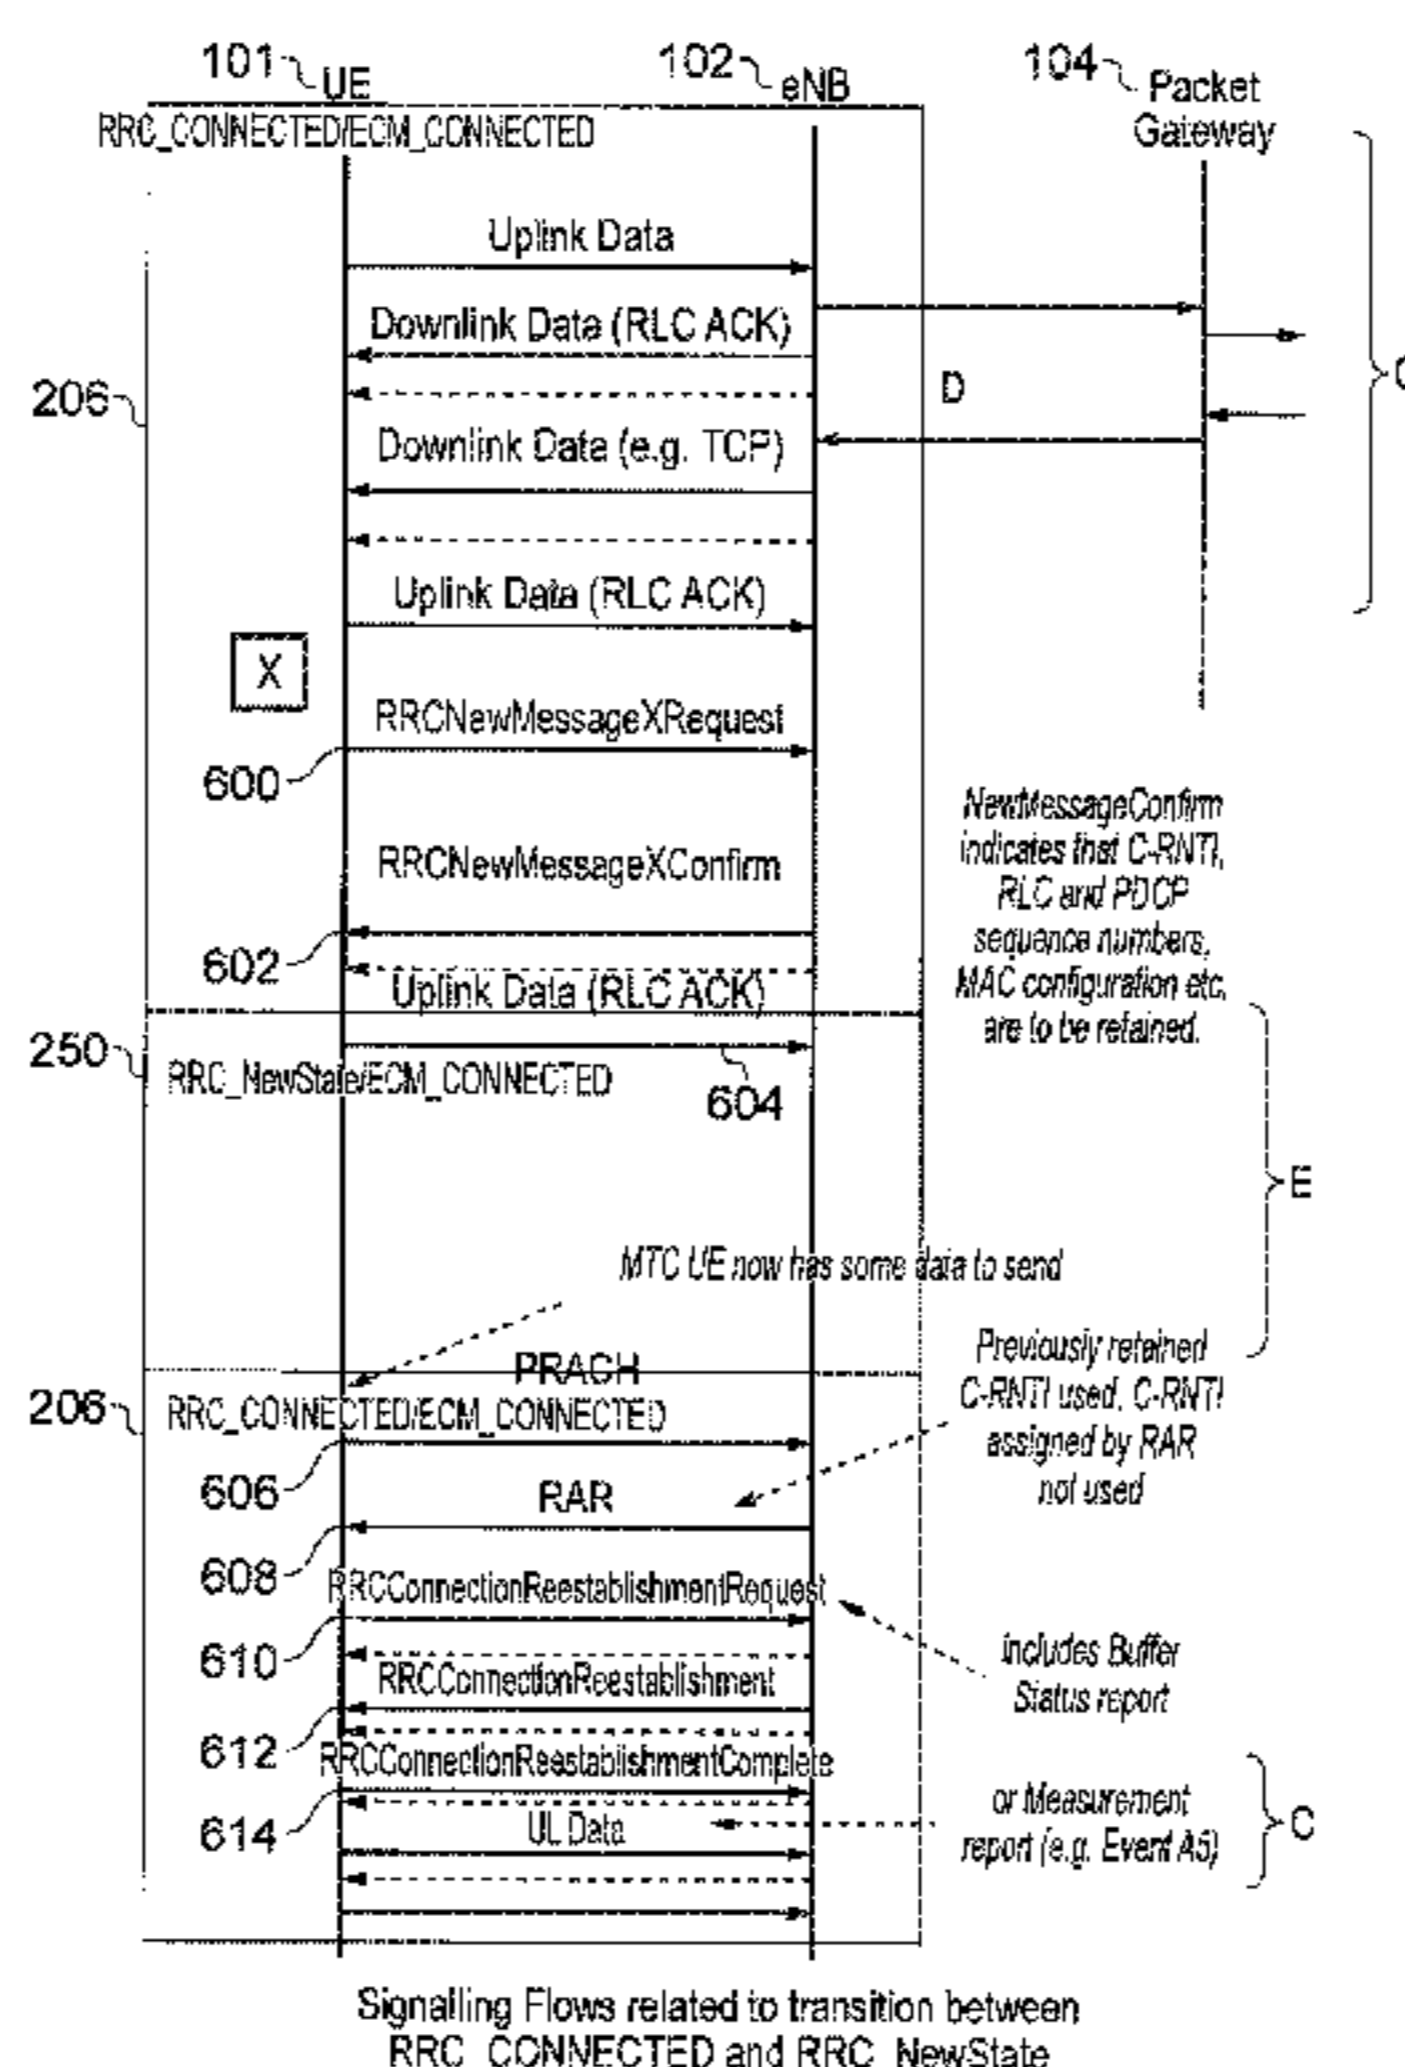 101 UE 102 eNB 104 Packet
Gateway
RRC_CONNECTED/ECM_CONNECTED
Uplink Data
Downlink Data (RLC ACK)
206
D
Downlink Data (e.g. TCP)
Uplink Data (RLC ACK)
X
RRCNewMessageXRequest
600
NewMessageConfirm
indicates that C-RNTI,
RLC and PDCP
sequence numbers,
MAC configuration etc,
are to be retained.
RRCNewMessageXConfirm
602
Uplink Data (RLC ACK)
250
RRC_NewState/ECM_CONNECTED
604
E
MTC UE now has some data to send
PRACH
Previously retained
C-RNTI used, C-RNTI
assigned by RAR
not used
206
RRC_CONNECTED/ECM_CONNECTED
606
RAR
608
RRCConnectionReestablishmentRequest
610
includes Buffer
Status report
RRCConnectionReestablishment
612
RRCConnectionReestablishmentComplete
614
UL Data
or Measurement
report (e.g. Event A5)
C
Signalling Flows related to transition between
RRC_CONNECTED and RRC_NewState